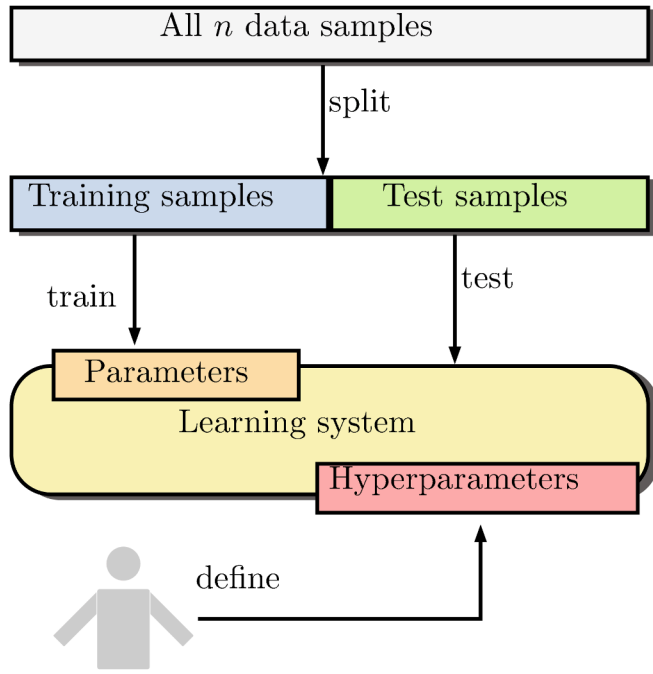 All n data samples
split
Training samples
Test samples
train
test
Parameters
Learning system
Hyperparameters
define